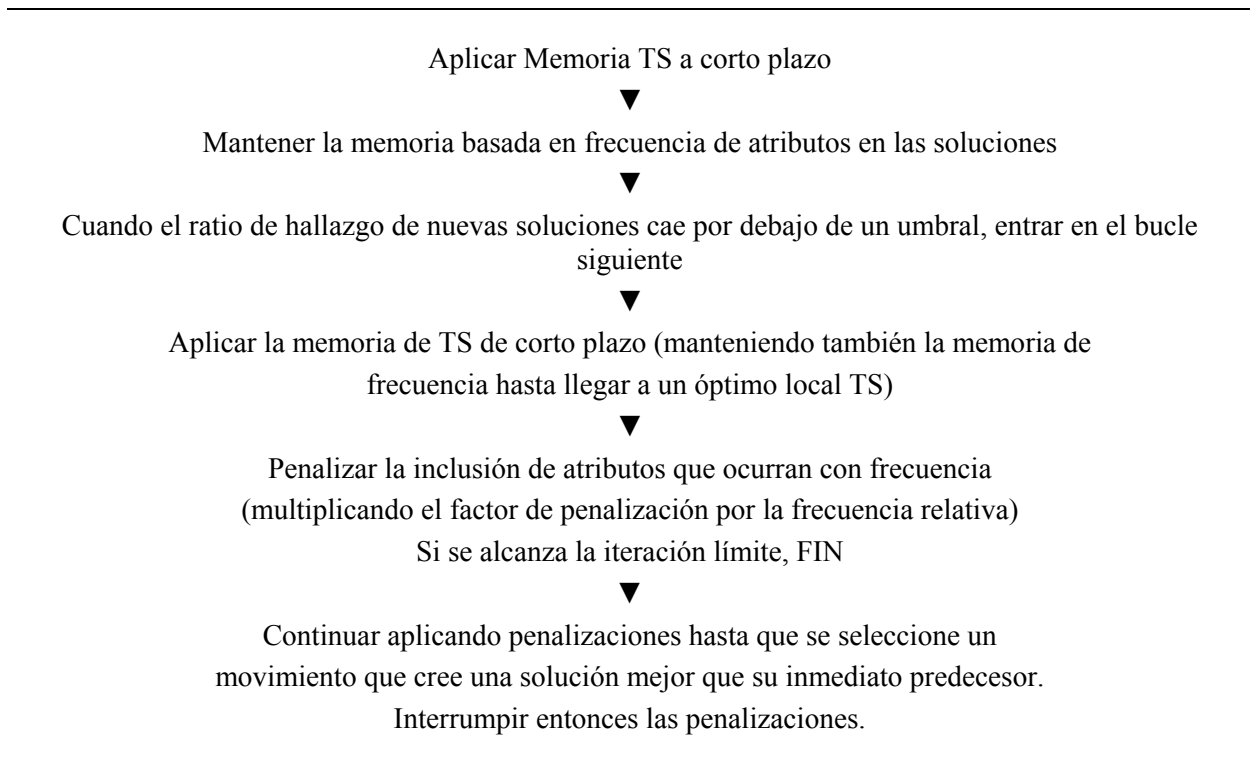 Aplicar Memoria TS a corto plazo
▼
Mantener la memoria basada en frecuencia de atributos en las soluciones
▼
Cuando el ratio de hallazgo de nuevas soluciones cae por debajo de un umbral, entrar en el bucle
siguiente
▼
Aplicar la memoria de TS de corto plazo (manteniendo también la memoria de
frecuencia hasta llegar a un óptimo local TS)
▼
Penalizar la inclusión de atributos que ocurran con frecuencia
(multiplicando el factor de penalización por la frecuencia relativa)
Si se alcanza la iteración límite, FIN
▼
Continuar aplicando penalizaciones hasta que se seleccione un
movimiento que cree una solución mejor que su inmediato predecesor.
Interrumpir entonces las penalizaciones.